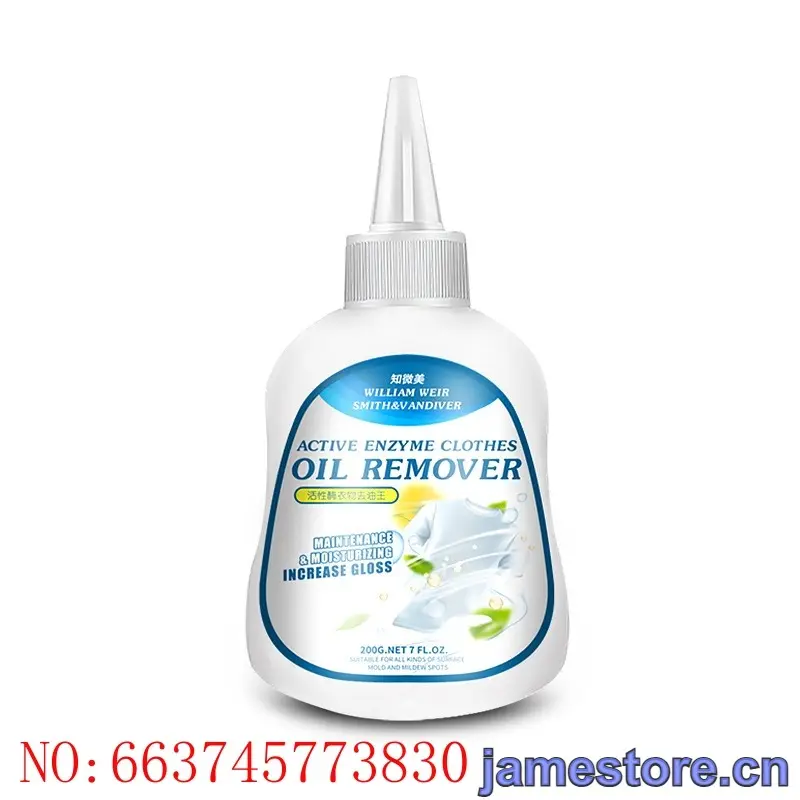 知微美
WILLIAM WEIR
SMITH&VANDIVER
ACTIVE ENZYME CLOTHES
OIL REMOVER
活性酶衣物去油王
MAINTENANCE
& MOISTURIZING
INCREASE GLOSS
200G.NET 7 FL.OZ.
SUITABLE FOR ALL KINDS OF SURFACE
MOLD AND MILDEW SPOTS
NO:663745773830
jamestore.cn